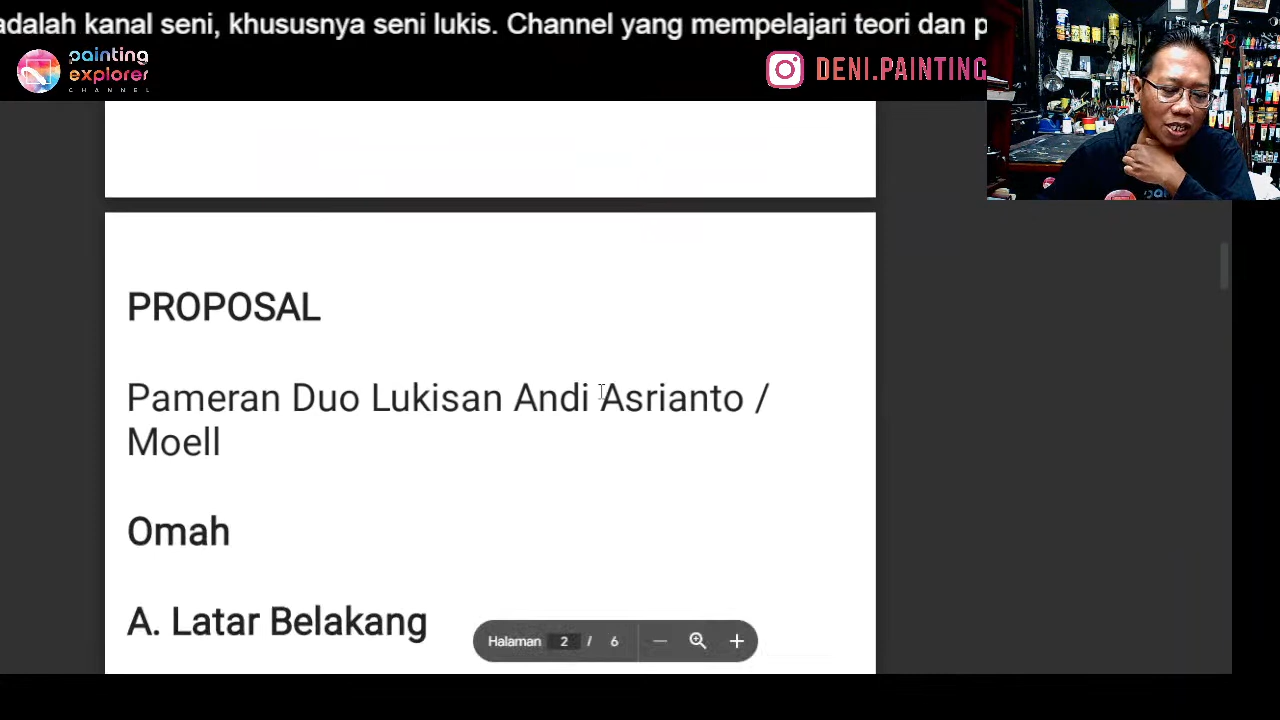 adalah kanal seni, khususnya seni lukis. Channel yang mempelajari teori dan p
painting
explorer
CHANNEL
DENI.PAINTING
PROPOSAL
Pameran Duo Lukisan Andi Asrianto /
Moell
Omah
A. Latar Belakang
Halaman 2 / 6